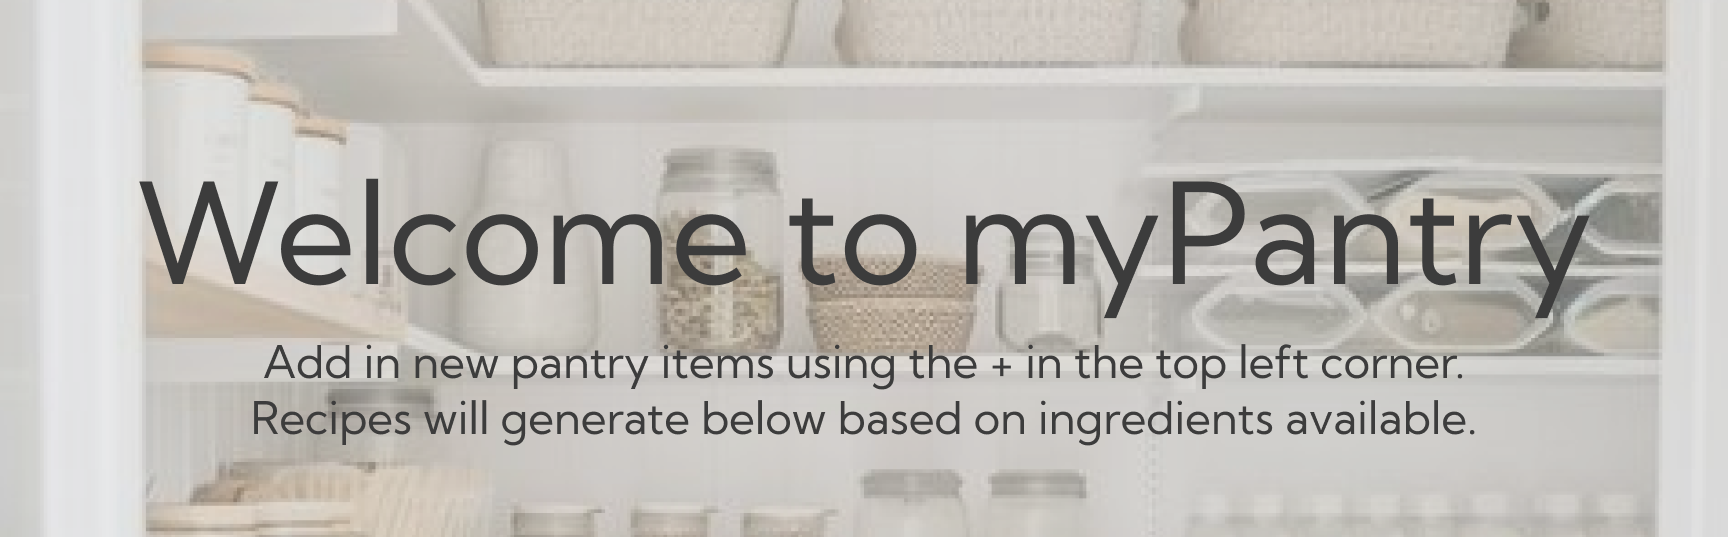 Welcome to myPantry
Add in new pantry items using the + in the top left corner.
Recipes will generate below based on ingredients available.